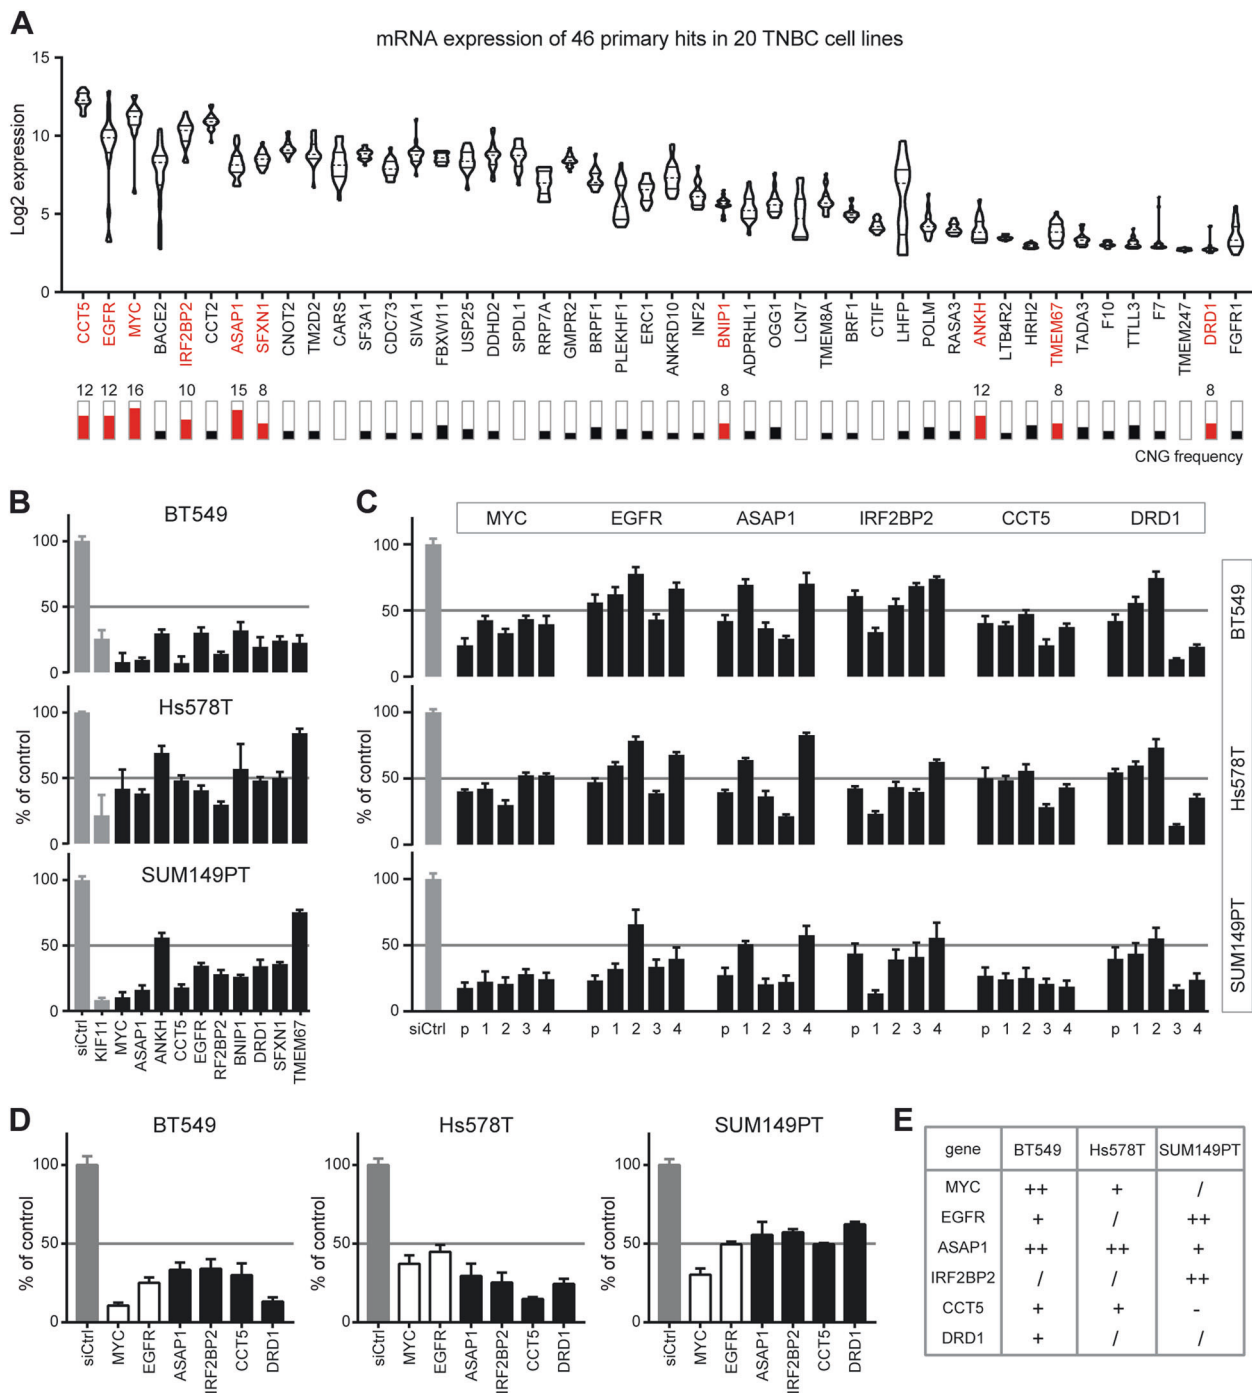 A
mRNA expression of 46 primary hits in 20 TNBC cell lines
Log2 expression
15
10
5
0
CCT5 EGFR MYC BACE2 IRF2BP2 CCT2 ASAP1 SFXN1 CNOT2 TM2D2 CARS SF3A1 CDC73 SIVA1 FBXW11 USP25 DDHD2 SPDL1 RRP7A GMPR2 BRPF1 PLEKHF1 ERC1 ANKRD10 INF2 BNIP1 ADPRHL1 OGG1 LCN7 TMEM8A BRF1 CTIF LHFP POLM RASA3 ANKH LTB4R2 HRH2 TMEM67 TADA3 F10 TTLL3 F7 TMEM247 DRD1 FGFR1
12 12 16 10 15 8 8 12 8 8
CNG frequency
B
BT549
100
50
0
Hs578T
100
50
0
% of control
SUM149PT
100
50
0
siCtrl KIF11 MYC ASAP1 ANKH CCT5 EGFR RF2BP2 BNIP1 DRD1 SFXN1 TMEM67
C
MYC EGFR ASAP1 IRF2BP2 CCT5 DRD1
100
50
0
BT549
100
50
0
Hs578T
% of control
100
50
0
SUM149PT
siCtrl p 1 2 3 4 p 1 2 3 4 p 1 2 3 4 p 1 2 3 4 p 1 2 3 4 p 1 2 3 4
D
BT549
% of control
100
50
0
siCtrl MYC EGFR ASAP1 IRF2BP2 CCT5 DRD1
Hs578T
% of control
100
50
0
siCtrl MYC EGFR ASAP1 IRF2BP2 CCT5 DRD1
SUM149PT
% of control
100
50
0
siCtrl MYC EGFR ASAP1 IRF2BP2 CCT5 DRD1
E
gene BT549 Hs578T SUM149PT
MYC ++ + /
EGFR + / ++
ASAP1 ++ ++ +
IRF2BP2 / / ++
CCT5 + + -
DRD1 + / /